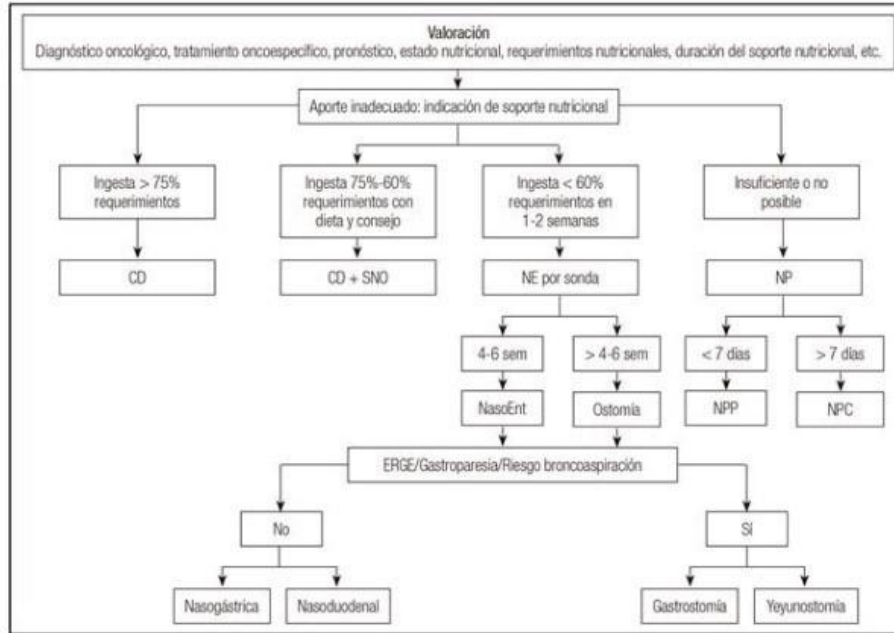 Valoración
Diagnóstico oncológico, tratamiento oncoespecífico, pronóstico, estado nutricional, requerimientos nutricionales, duración del soporte nutricional, etc.
Aporte inadecuado: indicación de soporte nutricional
Ingesta > 75%
requerimientos
Ingesta 75%-60%
requerimientos con
dieta y consejo
Ingesta < 60%
requerimientos en
1-2 semanas
Insuficiente o no
posible
CD
CD + SNO
NE por sonda
NP
4-6 sem
> 4-6 sem
< 7 días
> 7 días
NasoEnt
Ostomía
NPP
NPC
ERGE/Gastroparesia/Riesgo broncoaspiración
No
SÍ
Nasogástrica
Nasoduodenal
Gastrostomía
Yeyunostomía